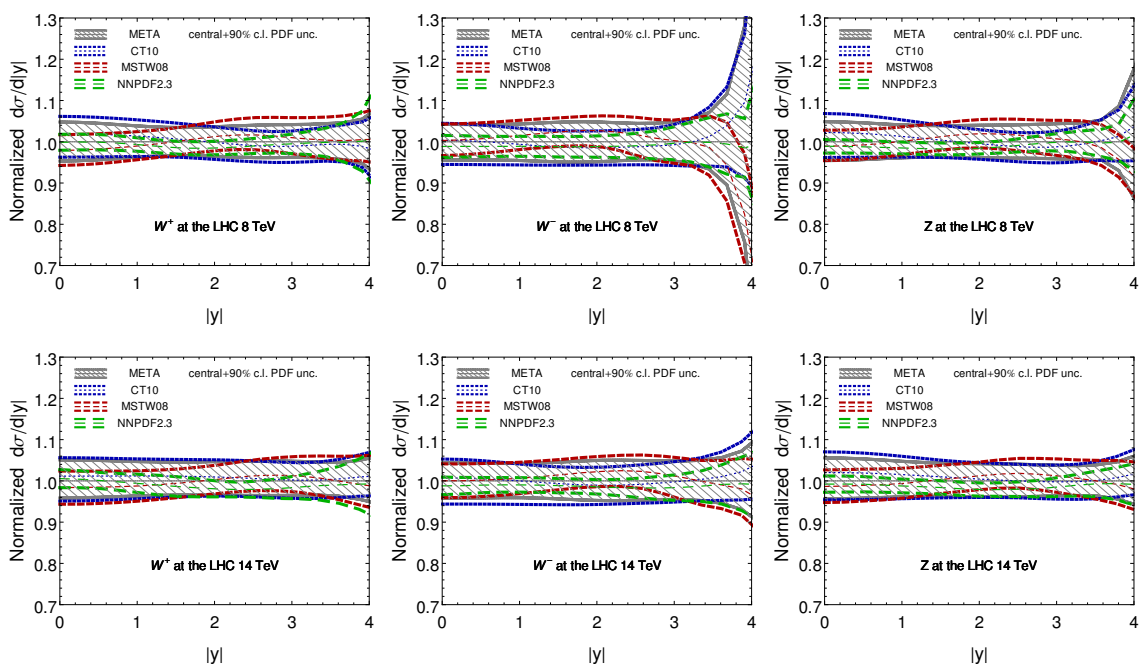 Normalized dσ/d|y|
1.3
1.2
1.1
1.0
0.9
0.8
0.7
META central+90% c.l. PDF unc.
CT10
MSTW08
NNPDF2.3
W+ at the LHC 8 TeV
0 1 2 3 4
|y|
Normalized dσ/d|y|
1.3
1.2
1.1
1.0
0.9
0.8
0.7
META central+90% c.l. PDF unc.
CT10
MSTW08
NNPDF2.3
W− at the LHC 8 TeV
0 1 2 3 4
|y|
Normalized dσ/d|y|
1.3
1.2
1.1
1.0
0.9
0.8
0.7
META central+90% c.l. PDF unc.
CT10
MSTW08
NNPDF2.3
Z at the LHC 8 TeV
0 1 2 3 4
|y|
Normalized dσ/d|y|
1.3
1.2
1.1
1.0
0.9
0.8
0.7
META central+90% c.l. PDF unc.
CT10
MSTW08
NNPDF2.3
W+ at the LHC 14 TeV
0 1 2 3 4
|y|
Normalized dσ/d|y|
1.3
1.2
1.1
1.0
0.9
0.8
0.7
META central+90% c.l. PDF unc.
CT10
MSTW08
NNPDF2.3
W− at the LHC 14 TeV
0 1 2 3 4
|y|
Normalized dσ/d|y|
1.3
1.2
1.1
1.0
0.9
0.8
0.7
META central+90% c.l. PDF unc.
CT10
MSTW08
NNPDF2.3
Z at the LHC 14 TeV
0 1 2 3 4
|y|